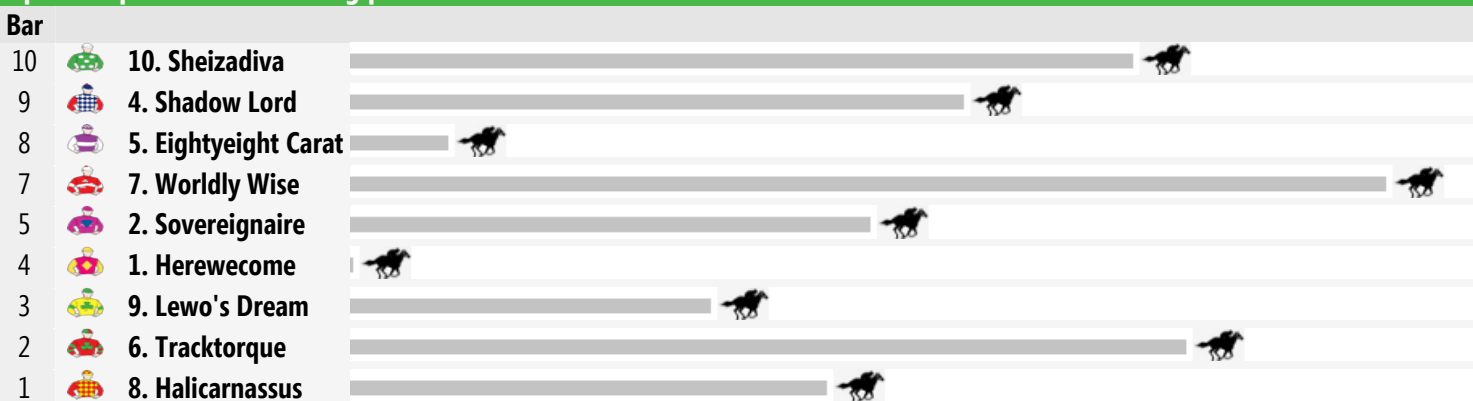 Bar
10 10. Sheizadiva
9 4. Shadow Lord
8 5. Eightyeight Carat
7 7. Worldly Wise
5 2. Sovereignaire
4 1. Herewecome
3 9. Lewo's Dream
2 6. Tracktorque
1 8. Halicarnassus